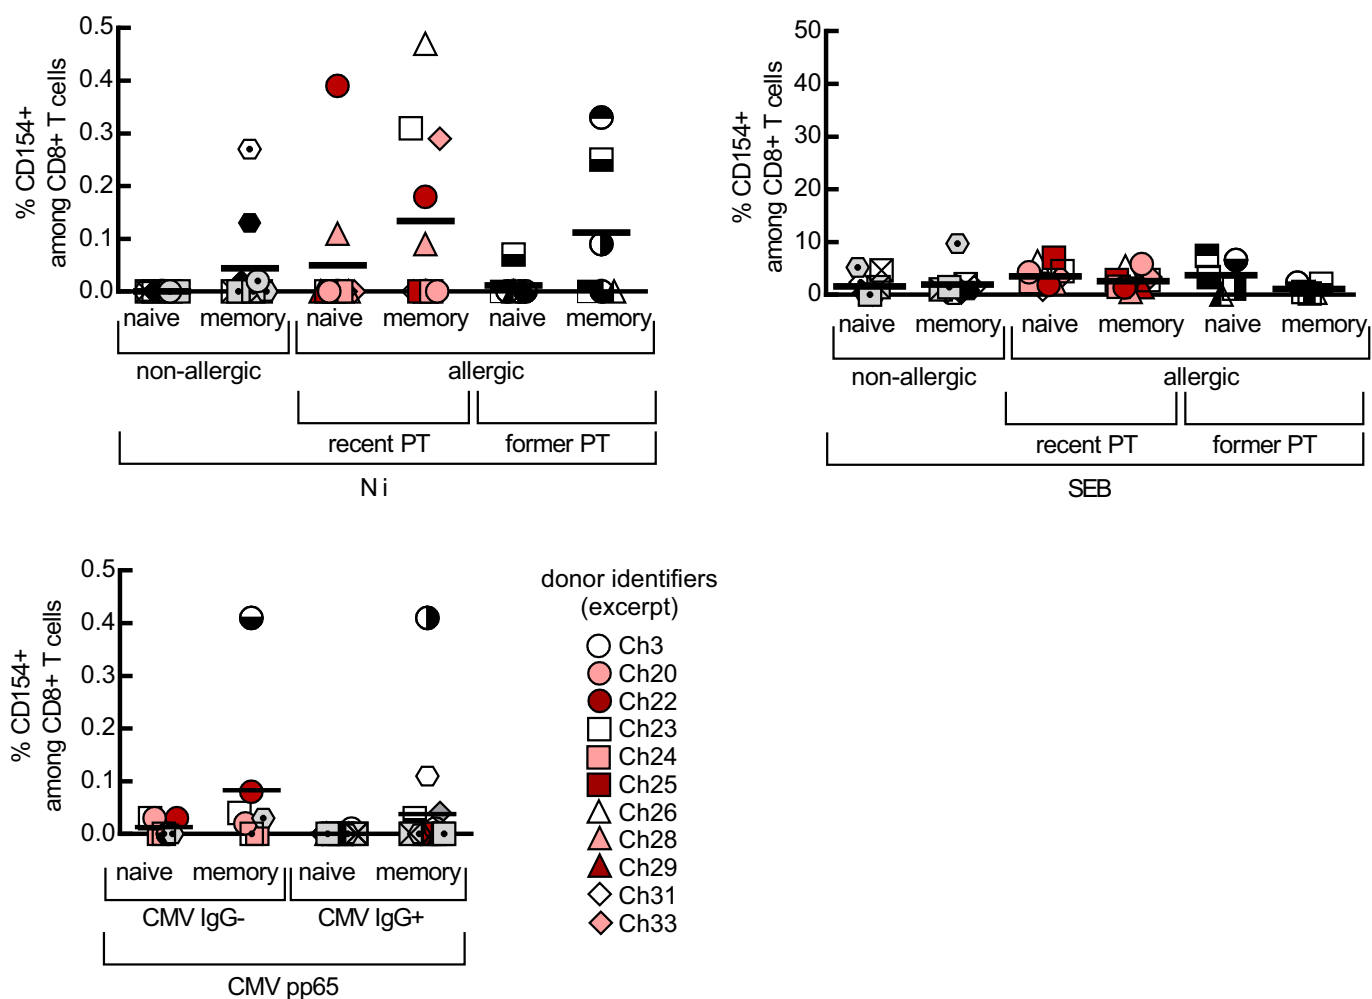 % CD154+
among CD8+ T cells
0.5
0.4
0.3
0.2
0.1
0.0
naive memory naive memory naive memory
non-allergic allergic
recent PT former PT
Ni
% CD154+
among CD8+ T cells
50
40
30
20
10
0
naive memory naive memory naive memory
non-allergic allergic
recent PT former PT
SEB
% CD154+
among CD8+ T cells
0.5
0.4
0.3
0.2
0.1
0.0
naive memory naive memory
CMV IgG- CMV IgG+
CMV pp65
donor identifiers
(excerpt)
Ch3
Ch20
Ch22
Ch23
Ch24
Ch25
Ch26
Ch28
Ch29
Ch31
Ch33